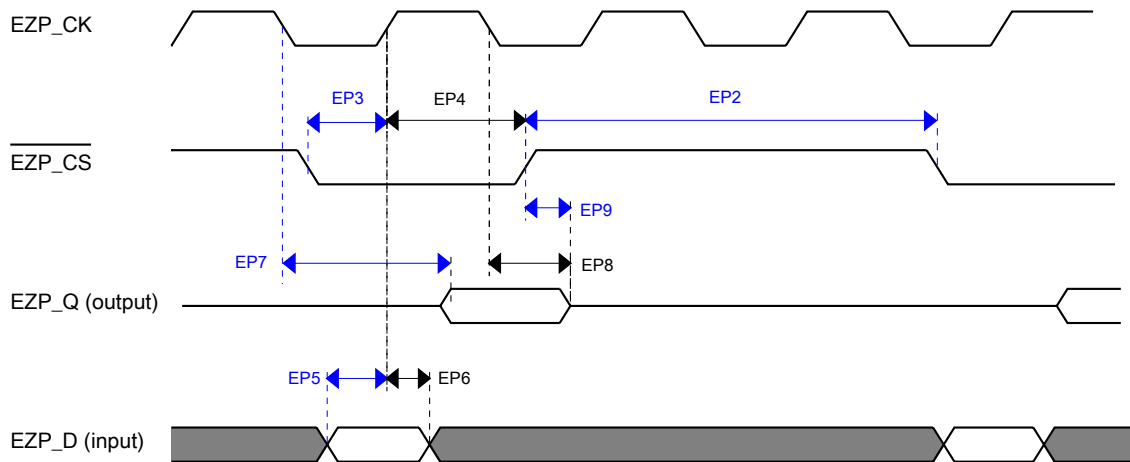 EZP_CK
EP3
EP4
EP2
EZP_CS
EP9
EP7
EP8
EZP_Q (output)
EP5
EP6
EZP_D (input)